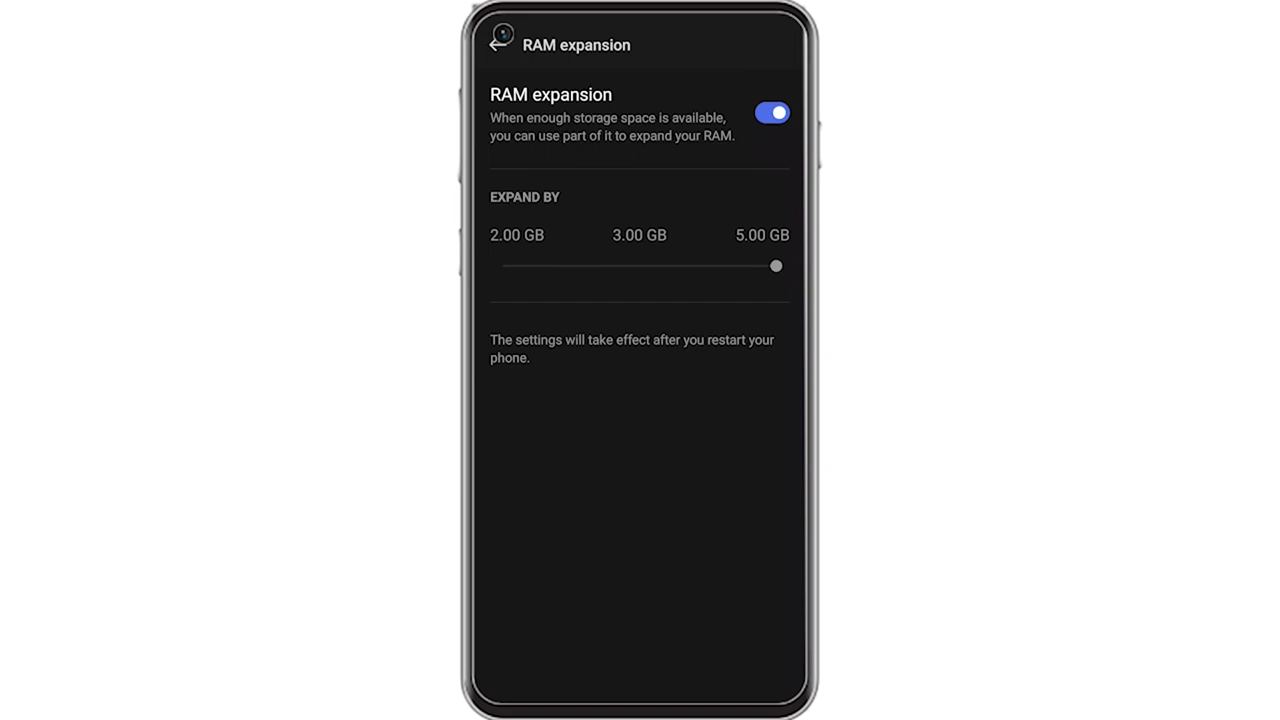 RAM expansion
RAM expansion
When enough storage space is available,
you can use part of it to expand your RAM.
EXPAND BY
2.00 GB 3.00 GB 5.00 GB
The settings will take effect after you restart your
phone.